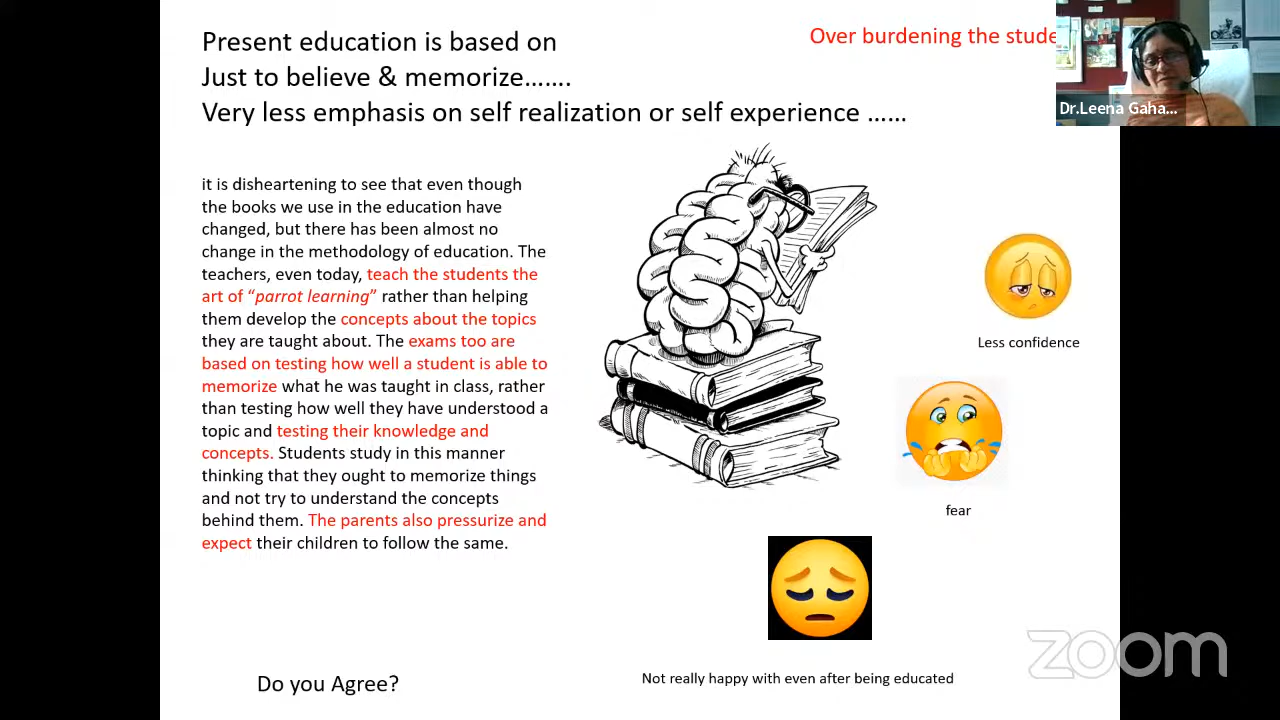 Present education is based on
Just to believe & memorize…….
Very less emphasis on self realization or self experience ……
Over burdening the stude
Dr.Leena Gaha...
it is disheartening to see that even though
the books we use in the education have
changed, but there has been almost no
change in the methodology of education. The
teachers, even today, teach the students the
art of “parrot learning” rather than helping
them develop the concepts about the topics
they are taught about. The exams too are
based on testing how well a student is able to
memorize what he was taught in class, rather
than testing how well they have understood a
topic and testing their knowledge and
concepts. Students study in this manner
thinking that they ought to memorize things
and not try to understand the concepts
behind them. The parents also pressurize and
expect their children to follow the same.
Less confidence
fear
Not really happy with even after being educated
Do you Agree?
zoom